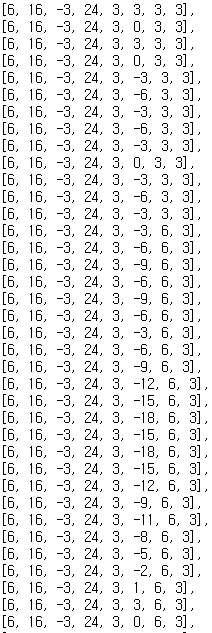 [6, 16, -3, 24, 3, 3, 3, 3],
[6, 16, -3, 24, 3, 0, 3, 3],
[6, 16, -3, 24, 3, 3, 3, 3],
[6, 16, -3, 24, 3, 0, 3, 3],
[6, 16, -3, 24, 3, -3, 3, 3],
[6, 16, -3, 24, 3, -6, 3, 3],
[6, 16, -3, 24, 3, -3, 3, 3],
[6, 16, -3, 24, 3, -6, 3, 3],
[6, 16, -3, 24, 3, -3, 3, 3],
[6, 16, -3, 24, 3, 0, 3, 3],
[6, 16, -3, 24, 3, -3, 3, 3],
[6, 16, -3, 24, 3, -6, 3, 3],
[6, 16, -3, 24, 3, -3, 3, 3],
[6, 16, -3, 24, 3, -3, 6, 3],
[6, 16, -3, 24, 3, -6, 6, 3],
[6, 16, -3, 24, 3, -9, 6, 3],
[6, 16, -3, 24, 3, -6, 6, 3],
[6, 16, -3, 24, 3, -9, 6, 3],
[6, 16, -3, 24, 3, -6, 6, 3],
[6, 16, -3, 24, 3, -3, 6, 3],
[6, 16, -3, 24, 3, -6, 6, 3],
[6, 16, -3, 24, 3, -9, 6, 3],
[6, 16, -3, 24, 3, -12, 6, 3],
[6, 16, -3, 24, 3, -15, 6, 3],
[6, 16, -3, 24, 3, -18, 6, 3],
[6, 16, -3, 24, 3, -15, 6, 3],
[6, 16, -3, 24, 3, -18, 6, 3],
[6, 16, -3, 24, 3, -15, 6, 3],
[6, 16, -3, 24, 3, -12, 6, 3],
[6, 16, -3, 24, 3, -9, 6, 3],
[6, 16, -3, 24, 3, -11, 6, 3],
[6, 16, -3, 24, 3, -8, 6, 3],
[6, 16, -3, 24, 3, -5, 6, 3],
[6, 16, -3, 24, 3, -2, 6, 3],
[6, 16, -3, 24, 3, 1, 6, 3],
[6, 16, -3, 24, 3, 3, 6, 3],
[6, 16, -3, 24, 3, 0, 6, 3],